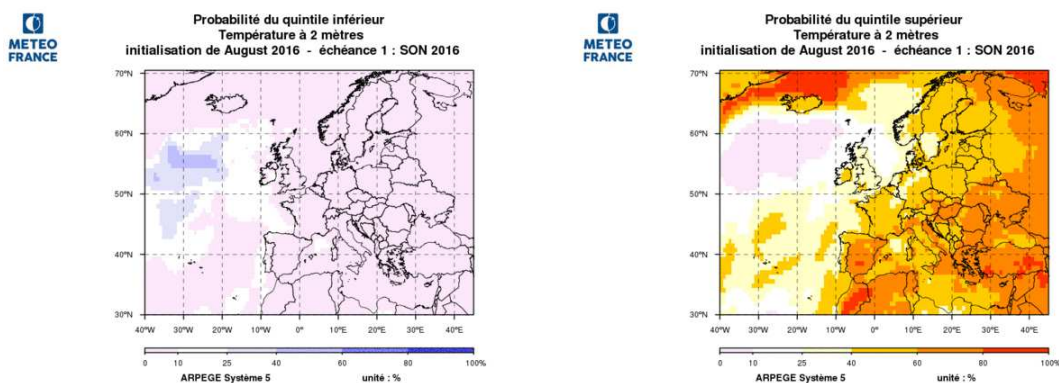 METEO
FRANCE
Probabilité du quintile inférieur
Température à 2 mètres
initialisation de August 2016 - échéance 1 : SON 2016
70°N
60°N
50°N
40°N
30°N
40°W 30°W 20°W 10°W 0° 10°E 20°E 30°E 40°E
0 10 25 40 60 80 100%
ARPEGE Système 5 unité : %
METEO
FRANCE
Probabilité du quintile supérieur
Température à 2 mètres
initialisation de August 2016 - échéance 1 : SON 2016
70°N
60°N
50°N
40°N
30°N
40°W 30°W 20°W 10°W 0° 10°E 20°E 30°E 40°E
0 10 25 40 60 80 100%
ARPEGE Système 5 unité : %